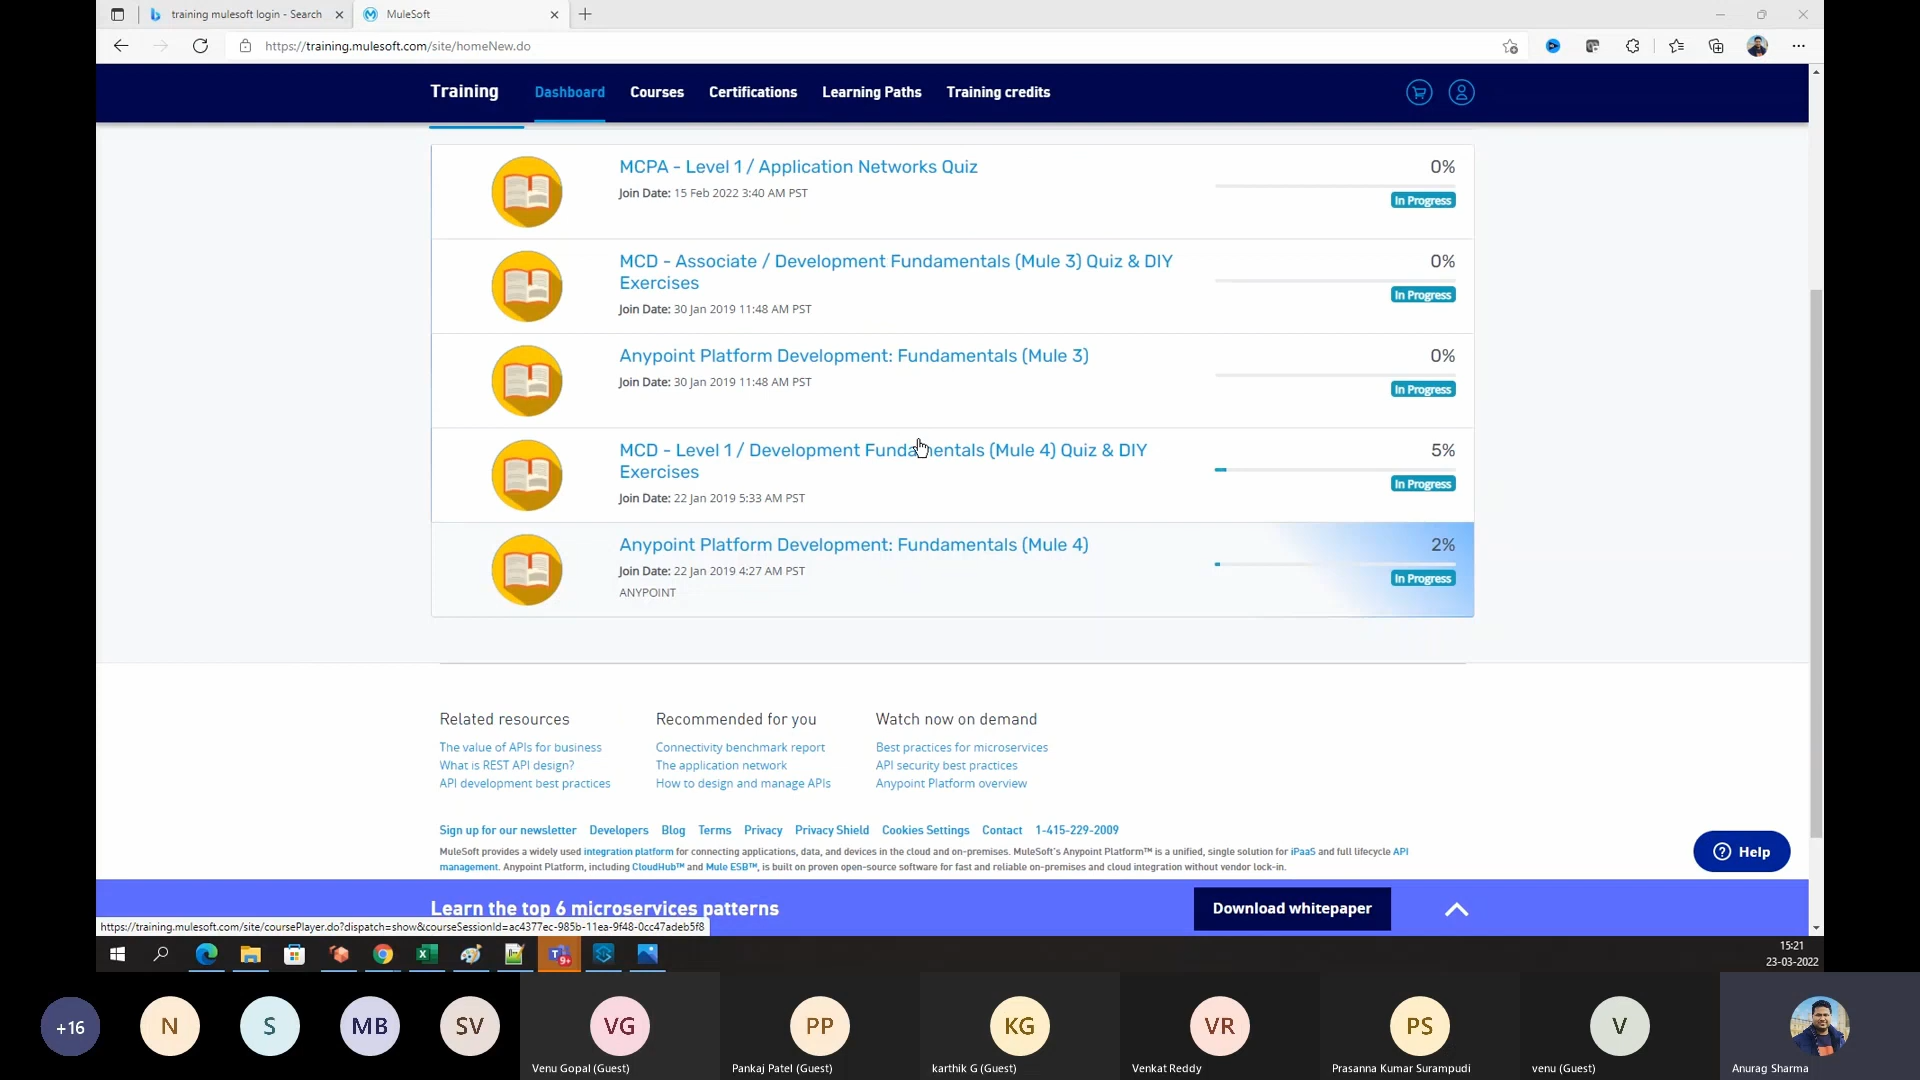 training mulesoft login - Search
MuleSoft
https://training.mulesoft.com/site/homeNew.do
Training
Dashboard
Courses
Certifications
Learning Paths
Training credits
MCPA - Level 1 / Application Networks Quiz
0%
Join Date: 15 Feb 2022 3:40 AM PST
In Progress
MCD - Associate / Development Fundamentals (Mule 3) Quiz & DIY
Exercises
0%
Join Date: 30 Jan 2019 11:48 AM PST
In Progress
Anypoint Platform Development: Fundamentals (Mule 3)
0%
Join Date: 30 Jan 2019 11:48 AM PST
In Progress
MCD - Level 1 / Development Fundamentals (Mule 4) Quiz & DIY
Exercises
5%
Join Date: 22 Jan 2019 5:33 AM PST
In Progress
Anypoint Platform Development: Fundamentals (Mule 4)
2%
Join Date: 22 Jan 2019 4:27 AM PST
In Progress
ANYPOINT
Related resources
The value of APIs for business
What is REST API design?
API development best practices
Recommended for you
Connectivity benchmark report
The application network
How to design and manage APIs
Watch now on demand
Best practices for microservices
API security best practices
Anypoint Platform overview
Sign up for our newsletter Developers Blog Terms Privacy Privacy Shield Cookies Settings Contact 1-415-229-2009
MuleSoft provides a widely used integration platform for connecting applications, data, and devices in the cloud and on-premises. MuleSoft's Anypoint Platform™ is a unified, single solution for iPaaS and full lifecycle API
management. Anypoint Platform, including CloudHub™ and Mule ESB™, is built on proven open-source software for fast and reliable on-premises and cloud integration without vendor lock-in.
Help
Learn the top 6 microservices patterns
Download whitepaper
https://training.mulesoft.com/site/coursePlayer.do?dispatch=show&courseSessionId=ac4377ec-985b-11ea-9f48-0cc47adeb5f8
9+
15:21
23-03-2022
+16
N
S
MB
SV
VG
Venu Gopal (Guest)
PP
Pankaj Patel (Guest)
KG
karthik G (Guest)
VR
Venkat Reddy
PS
Prasanna Kumar Surampudi
V
venu (Guest)
Anurag Sharma